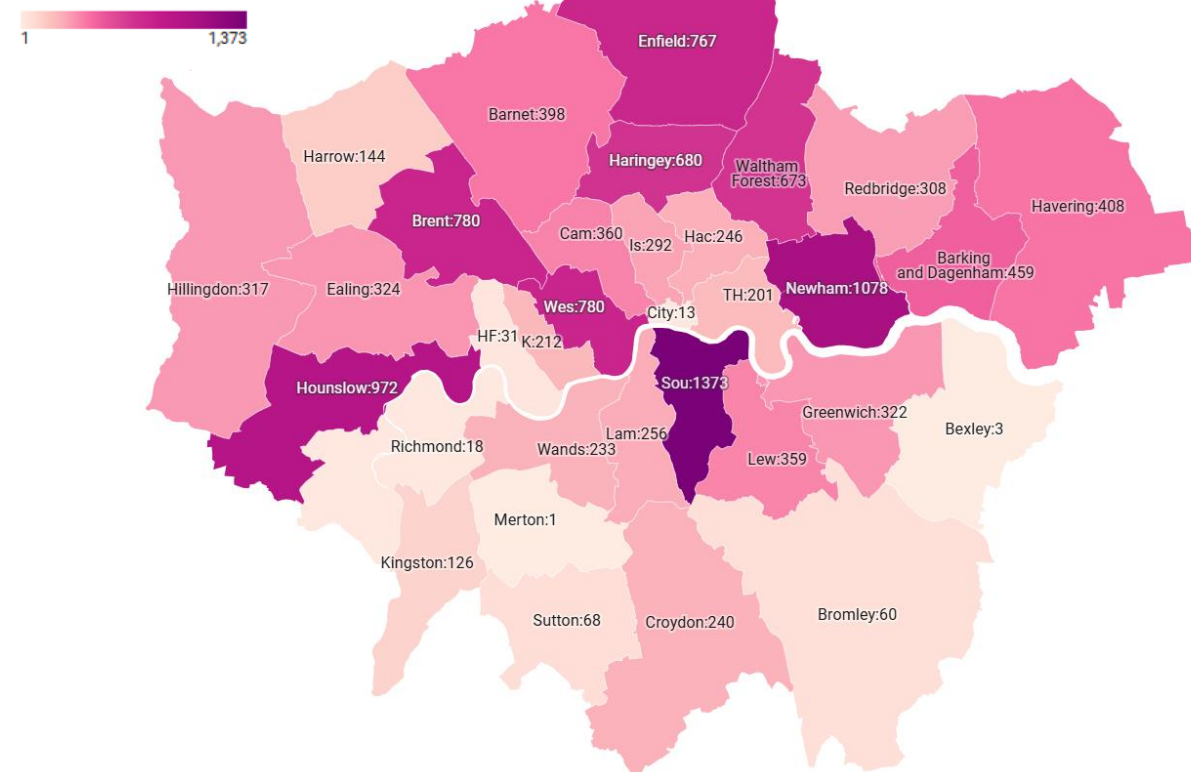 1 1,373
Enfield:767
Barnet:398
Harrow:144
Haringey:680
Waltham
Forest:673
Redbridge:308
Havering:408
Brent:780
Cam:360
Is:292
Hac:246
Barking
and Dagenham:459
Hillingdon:317
Ealing:324
Newham:1078
TH:201
Wes:780
City:13
HF:31
K:212
Hounslow:972
Sou:1373
Greenwich:322
Bexley:3
Richmond:18
Wands:233
Lam:256
Lew:359
Merton:1
Kingston:126
Sutton:68
Croydon:240
Bromley:60